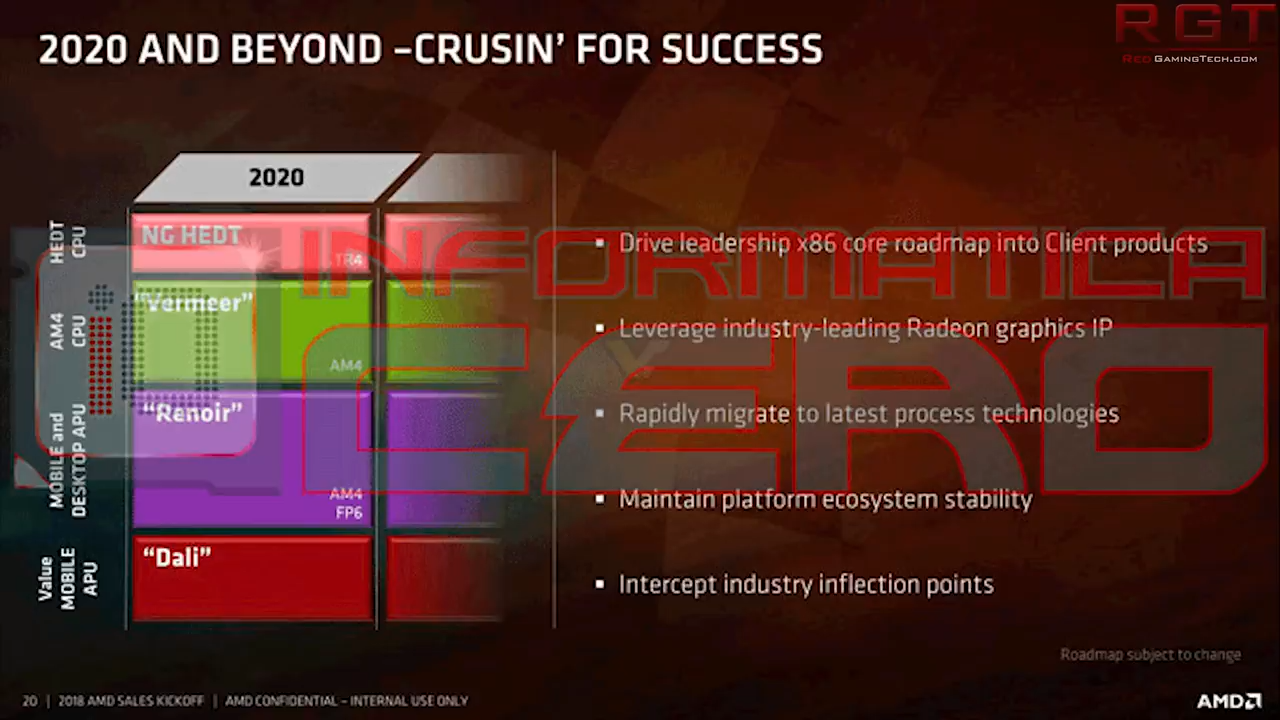 RGT
RED GAMINGTECH.COM
2020 AND BEYOND –CRUSIN’ FOR SUCCESS
2020
HEDT
CPU
NG HEDT
TR4
AM4
CPU
"Vermeer"
AM4
MOBILE and
DESKTOP APU
“Renoir”
AM4
FP6
Value
MOBILE
APU
“Dali”
▪ Drive leadership x86 core roadmap into Client products
▪ Leverage industry-leading Radeon graphics IP
▪ Rapidly migrate to latest process technologies
▪ Maintain platform ecosystem stability
▪ Intercept industry inflection points
INFORMATICA
CERO
Roadmap subject to change
20 | 2018 AMD SALES KICKOFF | AMD CONFIDENTIAL – INTERNAL USE ONLY
AMD